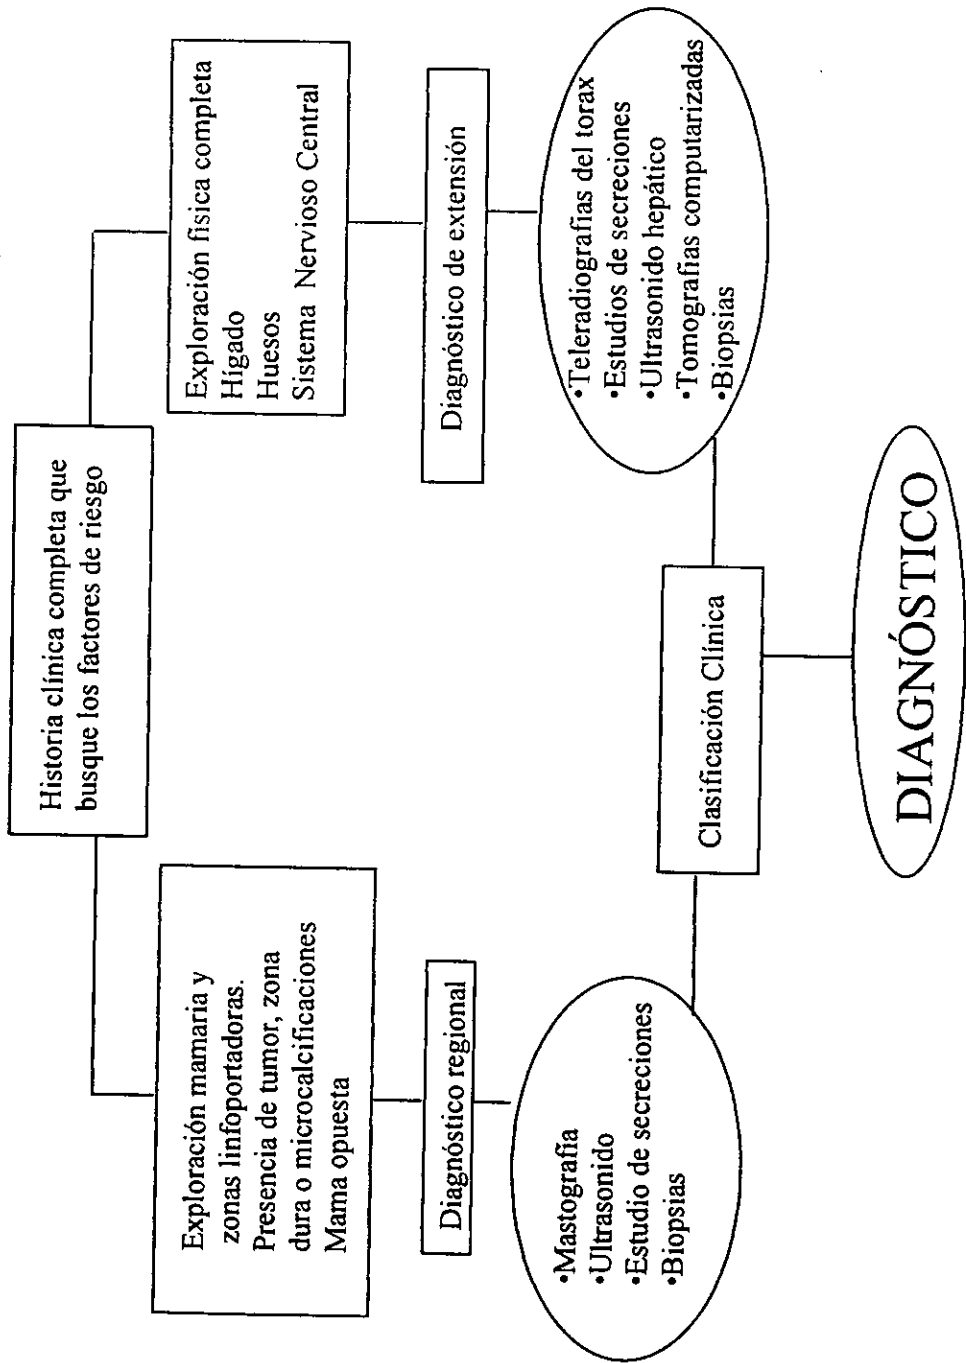 Historia clínica completa que
busque los factores de riesgo
Exploración mamaria y
zonas linfoportadoras.
Presencia de tumor, zona
dura o microcalcificaciones
Mama opuesta
Exploración física completa
Hígado
Huesos
Sistema Nervioso Central
Diagnóstico regional
Diagnóstico de extensión
•Mastografía
•Ultrasonido
•Estudio de secreciones
•Biopsias
•Teleradiografias del torax
•Estudios de secreciones
•Ultrasonido hepático
•Tomografias computarizadas
•Biopsias
Clasificación Clínica
DIAGNÓSTICO